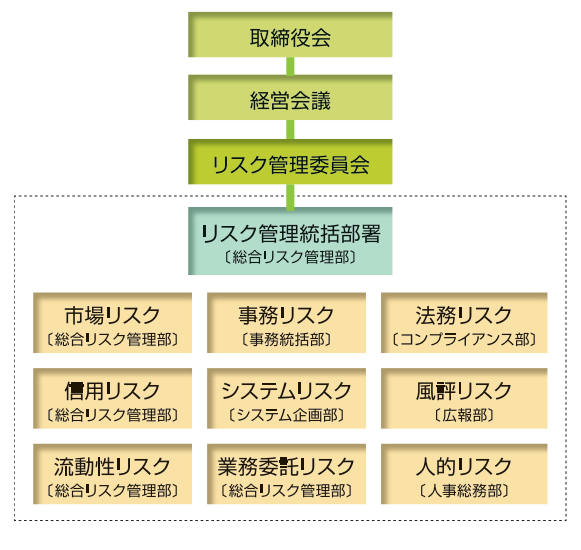 取締役会
経営会議
リスク管理委員会
リスク管理統括部署
〔総合リスク管理部〕
市場リスク
〔総合リスク管理部〕
事務リスク
〔事務統括部〕
法務リスク
〔コンプライアンス部〕
信用リスク
〔総合リスク管理部〕
システムリスク
〔システム企画部〕
風評リスク
〔広報部〕
流動性リスク
〔総合リスク管理部〕
業務委託リスク
〔総合リスク管理部〕
人的リスク
〔人事総務部〕